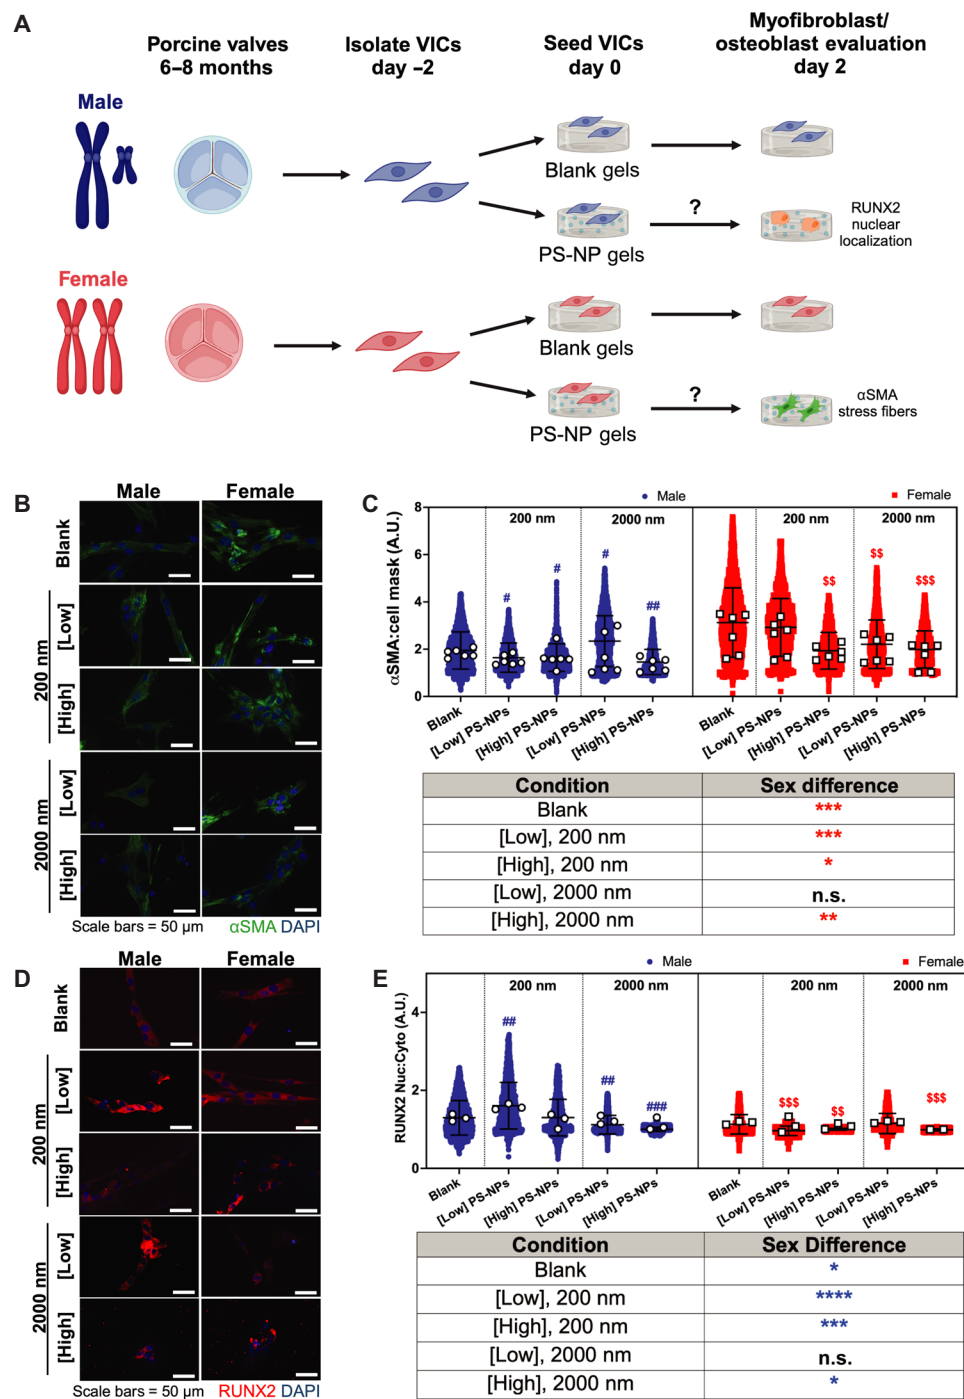 A
Porcine valves
6–8 months
Isolate VICs
day –2
Seed VICs
day 0
Myofibroblast/
osteoblast evaluation
day 2
Male
Blank gels
?
PS-NP gels
RUNX2
nuclear
localization
Female
Blank gels
?
PS-NP gels
αSMA
stress fibers
B
Male
Female
Blank
200 nm
[Low]
[High]
2000 nm
[Low]
[High]
Scale bars = 50 µm
αSMA DAPI
C
Male
Female
αSMA:cell mask (A.U.)
8
6
4
2
0
200 nm
2000 nm
200 nm
2000 nm
#
#
#
##
$$
$$
$$$
Blank
[Low] PS-NPs
[High] PS-NPs
[Low] PS-NPs
[High] PS-NPs
Blank
[Low] PS-NPs
[High] PS-NPs
[Low] PS-NPs
[High] PS-NPs
Condition Sex difference
Blank ***
[Low], 200 nm ***
[High], 200 nm *
[Low], 2000 nm n.s.
[High], 2000 nm **
D
Male
Female
Blank
200 nm
[Low]
[High]
2000 nm
[Low]
[High]
Scale bars = 50 µm
RUNX2 DAPI
E
Male
Female
RUNX2 Nuc:Cyto (A.U.)
4
2
0
200 nm
2000 nm
200 nm
2000 nm
##
##
###
$$$
$$
$$$
Blank
[Low] PS-NPs
[High] PS-NPs
[Low] PS-NPs
[High] PS-NPs
Blank
[Low] PS-NPs
[High] PS-NPs
[Low] PS-NPs
[High] PS-NPs
Condition Sex Difference
Blank *
[Low], 200 nm ****
[High], 200 nm ***
[Low], 2000 nm n.s.
[High], 2000 nm *